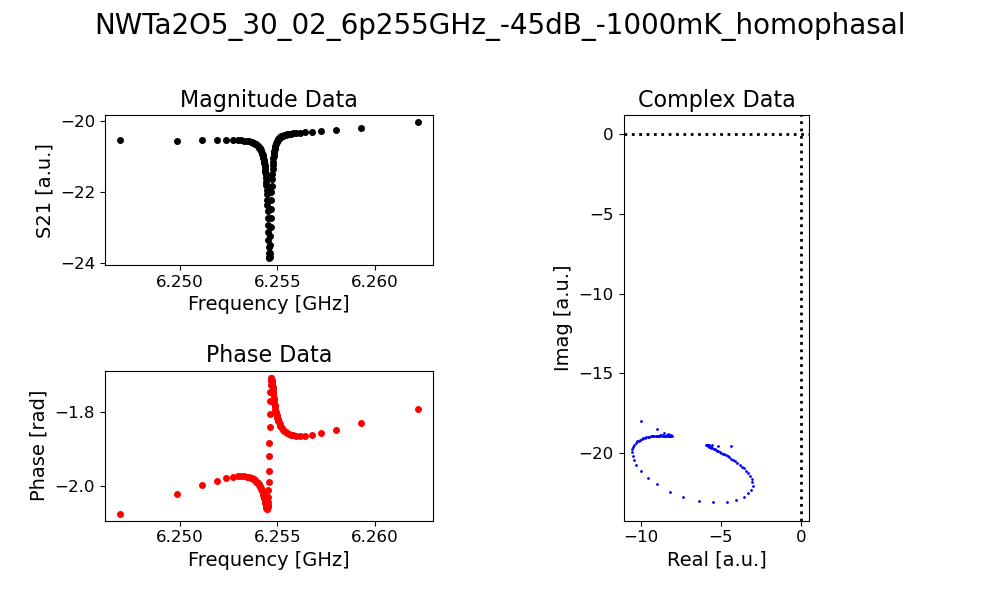 NWTa2O5_30_02_6p255GHz_-45dB_-1000mK_homophasal
Magnitude Data
S21 [a.u.]
−20
−22
−24
6.250
6.255
6.260
Frequency [GHz]
Phase Data
Phase [rad]
−1.8
−2.0
6.250
6.255
6.260
Frequency [GHz]
Complex Data
Imag [a.u.]
0
−5
−10
−15
−20
−10
−5
0
Real [a.u.]